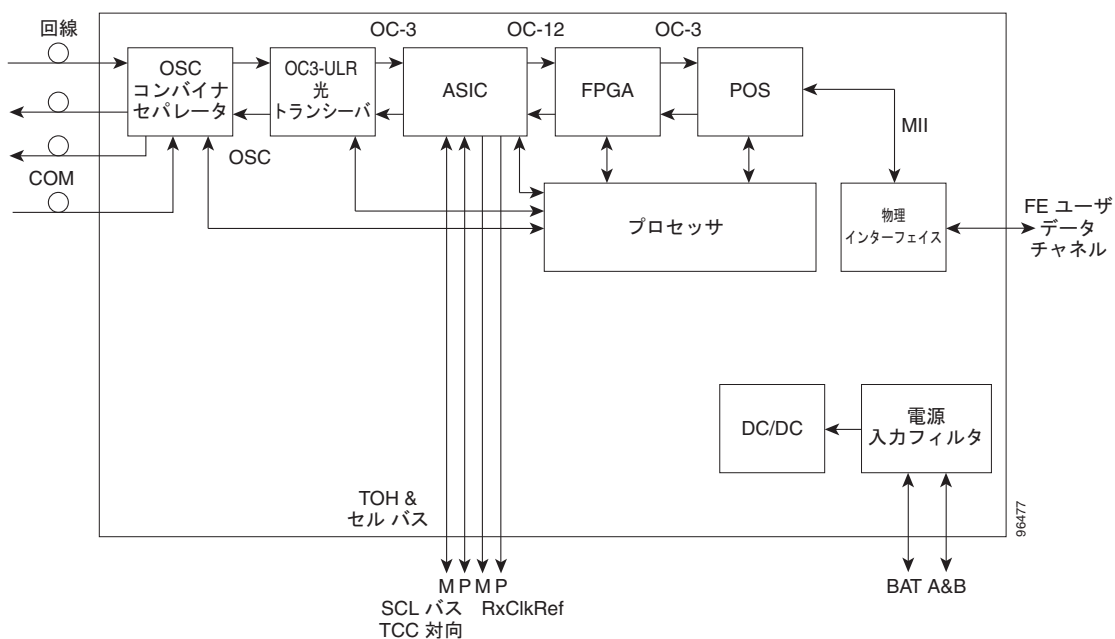 回線
OC-3
OC-12
OC-3
OSC
コンバイナ
セパレータ
OC3-ULR
光
トランシーバ
ASIC
FPGA
POS
MII
OSC
COM
プロセッサ
物理
インターフェイス
FE ユーザ
データ
チャネル
DC/DC
電源
入力フィルタ
TOH &
セル バス
96477
M P M P
BAT A&B
SCL バス
TCC 対向
RxClkRef